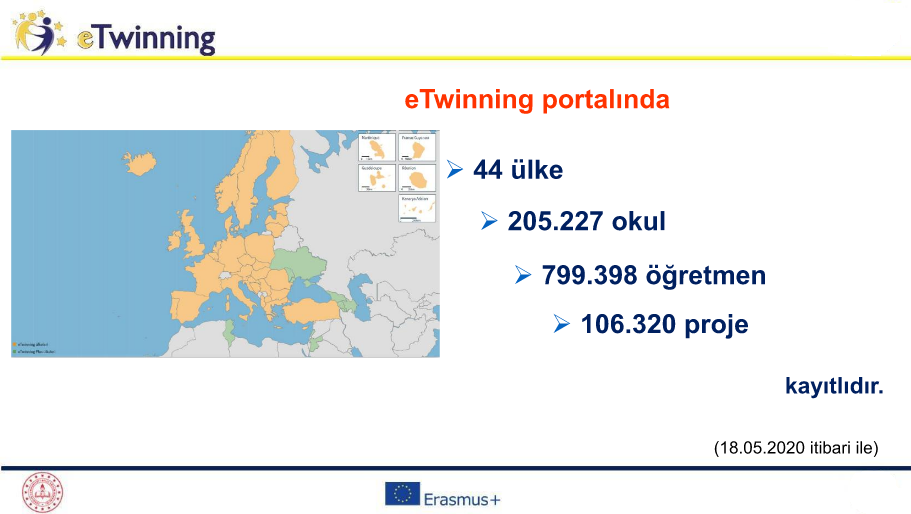 eTwinning
eTwinning portalında
44 ülke
205.227 okul
799.398 öğretmen
106.320 proje
kayıtlıdır.
(18.05.2020 itibari ile)
Erasmus+